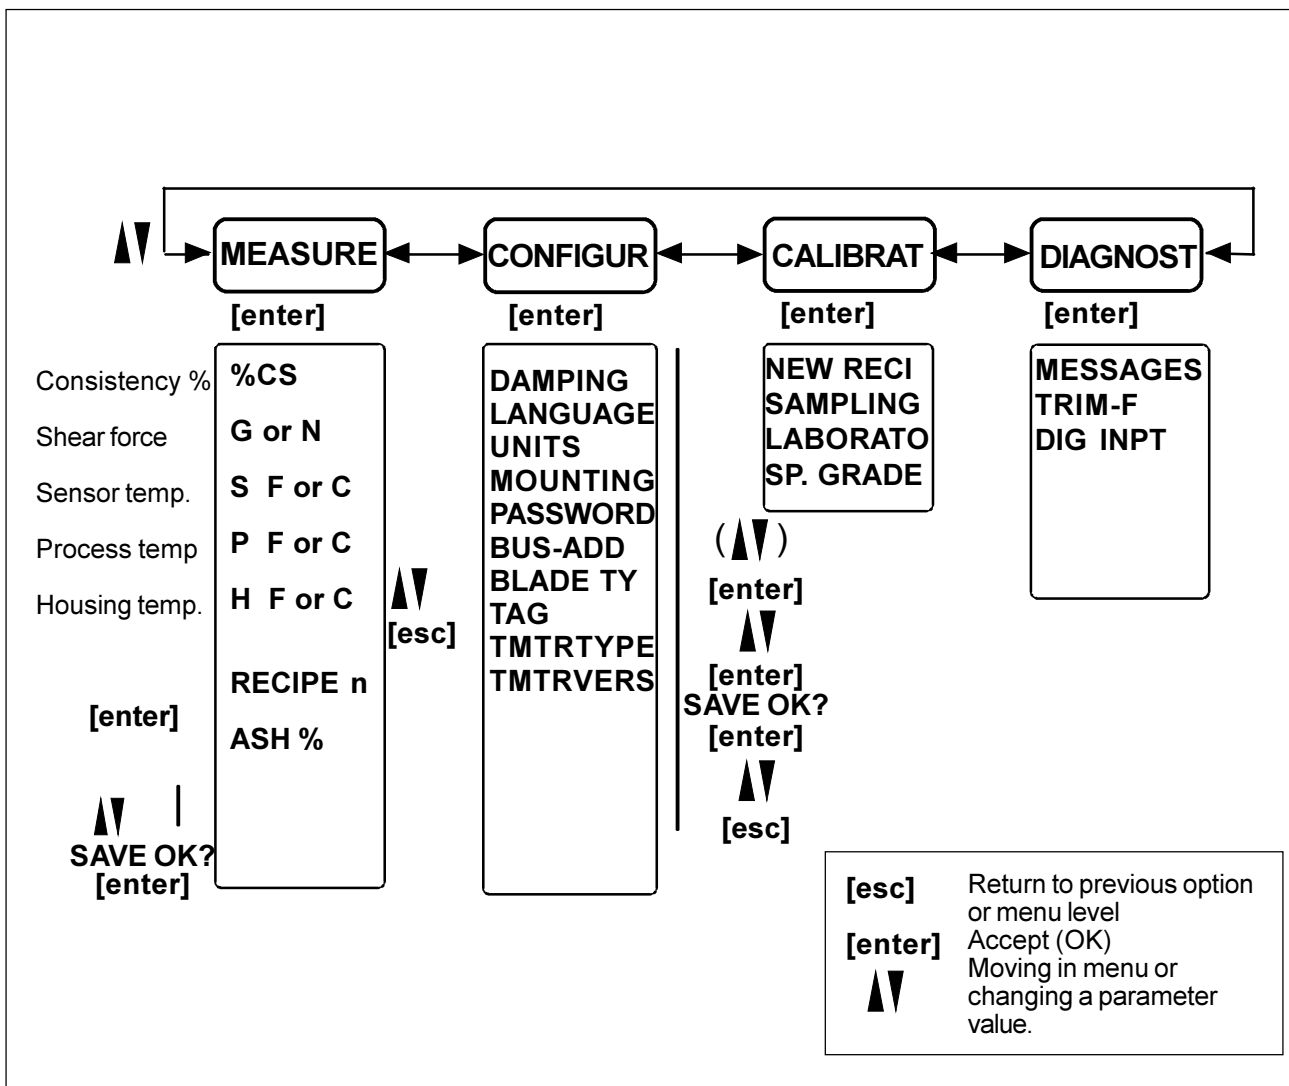 MEASURE CONFIGUR CALIBRAT DIAGNOST
[enter] [enter] [enter] [enter]
Consistency %
Shear force
Sensor temp.
Process temp
Housing temp.
[enter]
SAVE OK?
[enter]
%CS
G or N
S F or C
P F or C
H F or C
RECIPE n
ASH %
[esc]
DAMPING
LANGUAGE
UNITS
MOUNTING
PASSWORD
BUS-ADD
BLADE TY
TAG
TMTRTYPE
TMTRVERS
NEW RECI
SAMPLING
LABORATO
SP. GRADE
( )
[enter]
[enter]
SAVE OK?
[enter]
[esc]
MESSAGES
TRIM-F
DIG INPT
[esc] Return to previous option
or menu level
[enter] Accept (OK)
Moving in menu or
changing a parameter
value.